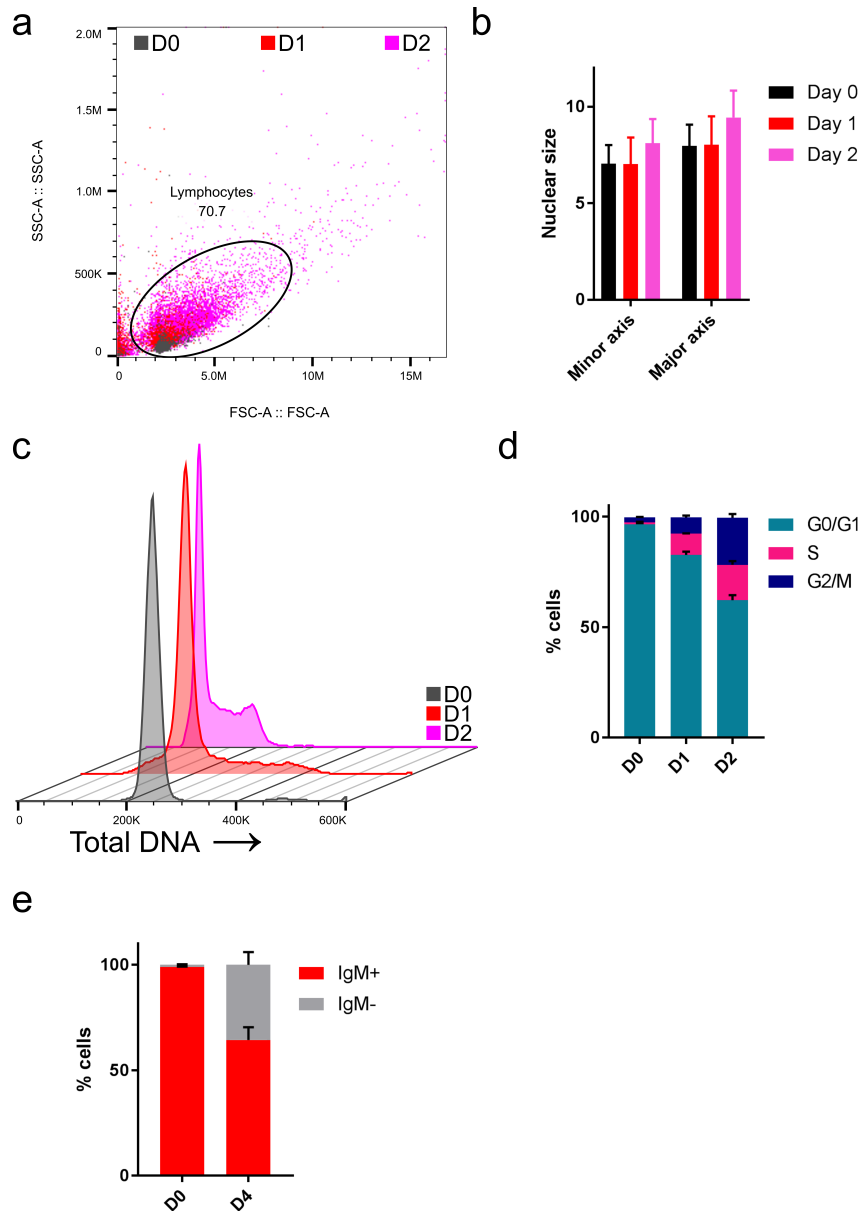 a
D0 D1 D2
2.0M
1.5M
1.0M
500K
0
SSC-A :: SSC-A
Lymphocytes
70.7
0 5.0M 10M 15M
FSC-A :: FSC-A
b
10
5
0
Nuclear size
Minor axis Major axis
Day 0
Day 1
Day 2
c
D0
D1
D2
0 200K 400K 600K
Total DNA →
d
100
50
0
% cells
D0 D1 D2
G0/G1
S
G2/M
e
100
50
0
% cells
D0 D4
IgM+
IgM-